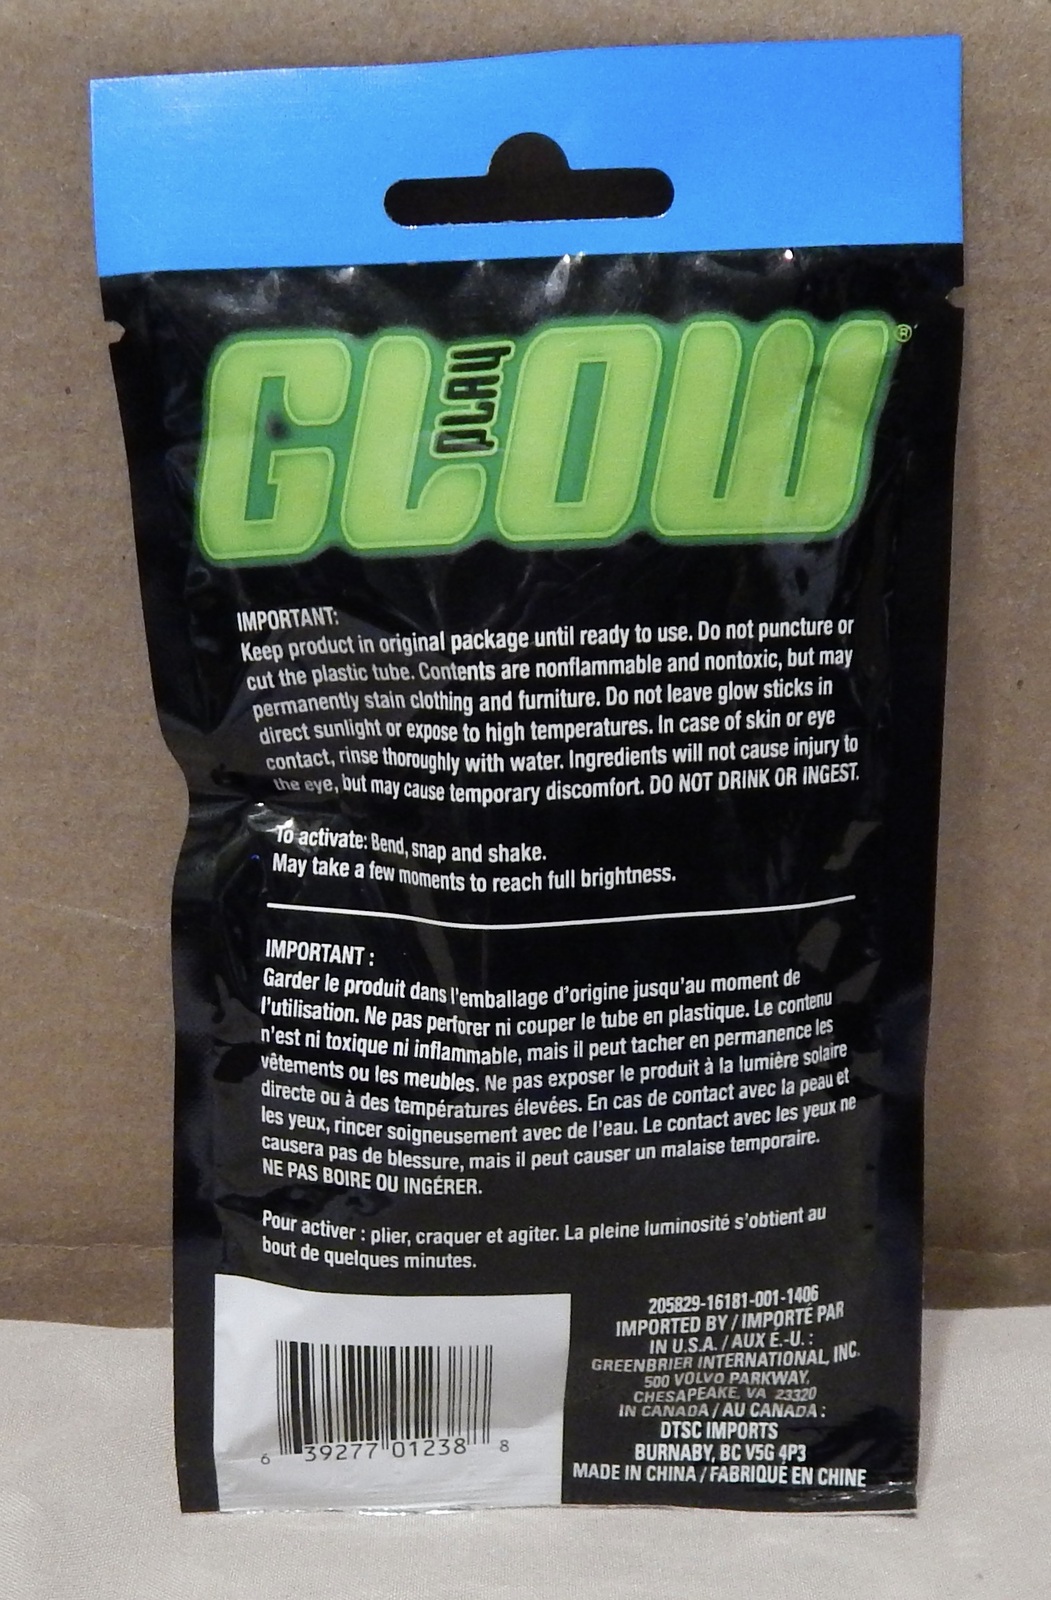 GLOW®
PLAY
IMPORTANT:
Keep product in original package until ready to use. Do not puncture or
cut the plastic tube. Contents are nonflammable and nontoxic, but may
permanently stain clothing and furniture. Do not leave glow sticks in
direct sunlight or expose to high temperatures. In case of skin or eye
contact, rinse thoroughly with water. Ingredients will not cause injury to
the eye, but may cause temporary discomfort. DO NOT DRINK OR INGEST.
To activate: Bend, snap and shake.
May take a few moments to reach full brightness.
IMPORTANT :
Garder le produit dans l'emballage d'origine jusqu'au moment de
l'utilisation. Ne pas perforer ni couper le tube en plastique. Le contenu
n'est ni toxique ni inflammable, mais il peut tacher en permanence les
vêtements ou les meubles. Ne pas exposer le produit à la lumière solaire
directe ou à des températures élevées. En cas de contact avec la peau et
les yeux, rincer soigneusement avec de l'eau. Le contact avec les yeux ne
causera pas de blessure, mais il peut causer un malaise temporaire.
NE PAS BOIRE OU INGÉRER.
Pour activer : plier, craquer et agiter. La pleine luminosité s'obtient au
bout de quelques minutes.
205829-16181-001-1406
IMPORTED BY / IMPORTÉ PAR
IN U.S.A. / AUX É.-U. :
GREENBRIER INTERNATIONAL, INC.
500 VOLVO PARKWAY,
CHESAPEAKE, VA 23320
IN CANADA / AU CANADA :
DTSC IMPORTS
BURNABY, BC V5G 4P3
MADE IN CHINA / FABRIQUÉ EN CHINE
6 39277 01238 8